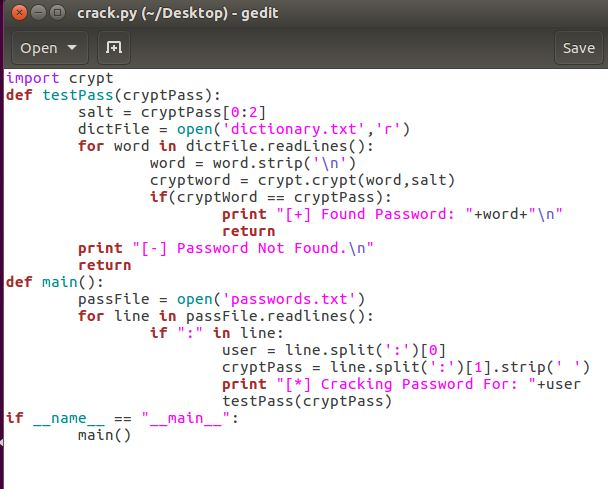 crack.py (~/Desktop) - gedit
Open Save
import crypt
def testPass(cryptPass):
        salt = cryptPass[0:2]
        dictFile = open('dictionary.txt','r')
        for word in dictFile.readLines():
                word = word.strip('\n')
                cryptword = crypt.crypt(word,salt)
                if(cryptWord == cryptPass):
                        print "[+] Found Password: "+word+"\n"
                        return
        print "[-] Password Not Found.\n"
        return
def main():
        passFile = open('passwords.txt')
        for line in passFile.readlines():
                if ":" in line:
                        user = line.split(':')[0]
                        cryptPass = line.split(':')[1].strip(' ')
                        print "[*] Cracking Password For: "+user
                        testPass(cryptPass)
if __name__ == "__main__":
        main()